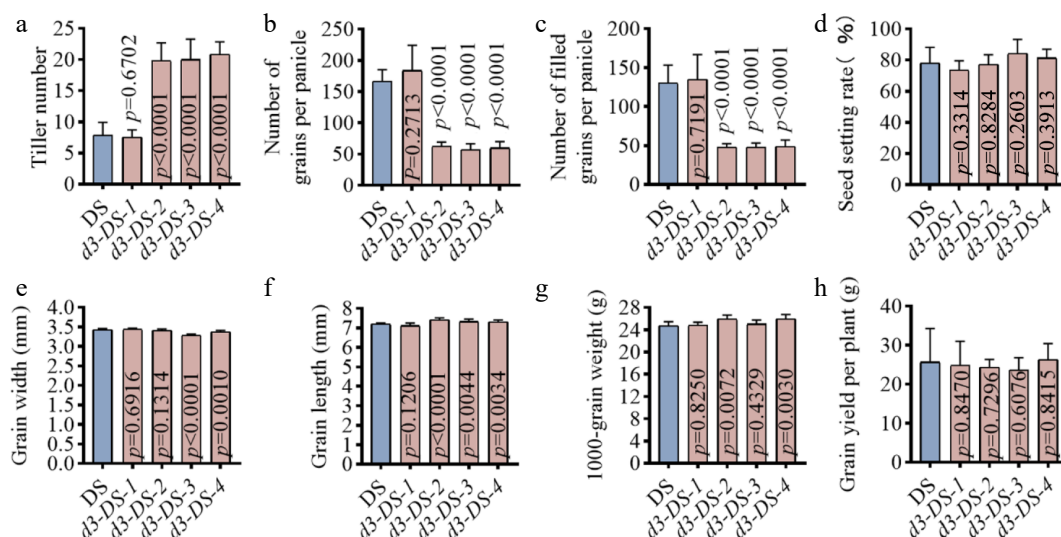 a
Tiller number
25
20
15
10
5
0
p=0.6702
p<0.0001
p<0.0001
p<0.0001
DS
d3-DS-1
d3-DS-2
d3-DS-3
d3-DS-4
b
Number of
grains per panicle
250
200
150
100
50
0
P=0.2713
p<0.0001
p<0.0001
p<0.0001
DS
d3-DS-1
d3-DS-2
d3-DS-3
d3-DS-4
c
Number of filled
grains per panicle
200
150
100
50
0
p=0.7191
p<0.0001
p<0.0001
p<0.0001
DS
d3-DS-1
d3-DS-2
d3-DS-3
d3-DS-4
d
Seed setting rate（%）
100
80
60
40
20
0
p=0.3314
p=0.8284
p=0.2603
p=0.3913
DS
d3-DS-1
d3-DS-2
d3-DS-3
d3-DS-4
e
Grain width (mm)
4.0
3.5
3.0
2.5
2.0
1.5
1.0
0.5
0.0
p=0.6916
p=0.1314
p<0.0001
p=0.0010
DS
d3-DS-1
d3-DS-2
d3-DS-3
d3-DS-4
f
Grain length (mm)
8
7
6
5
4
3
2
1
0
p=0.1206
p<0.0001
p=0.0044
p=0.0034
DS
d3-DS-1
d3-DS-2
d3-DS-3
d3-DS-4
g
1000-grain weight (g)
28
24
20
16
12
8
4
0
p=0.8250
p=0.0072
p=0.4329
p=0.0030
DS
d3-DS-1
d3-DS-2
d3-DS-3
d3-DS-4
h
Grain yield per plant (g)
40
30
20
10
0
p=0.8470
p=0.7296
p=0.6076
p=0.8415
DS
d3-DS-1
d3-DS-2
d3-DS-3
d3-DS-4